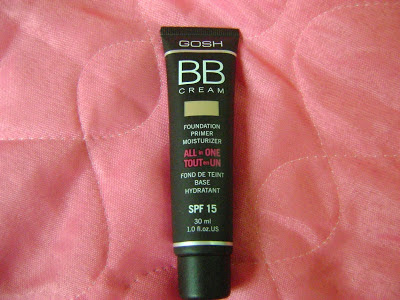 GOSH
BB
CREAM
FOUNDATION
PRIMER
MOISTURIZER
ALL IN ONE
TOUT EN UN
FOND DE TEINT
BASE
HYDRATANT
SPF 15
30 ml
1.0 fl.oz.US